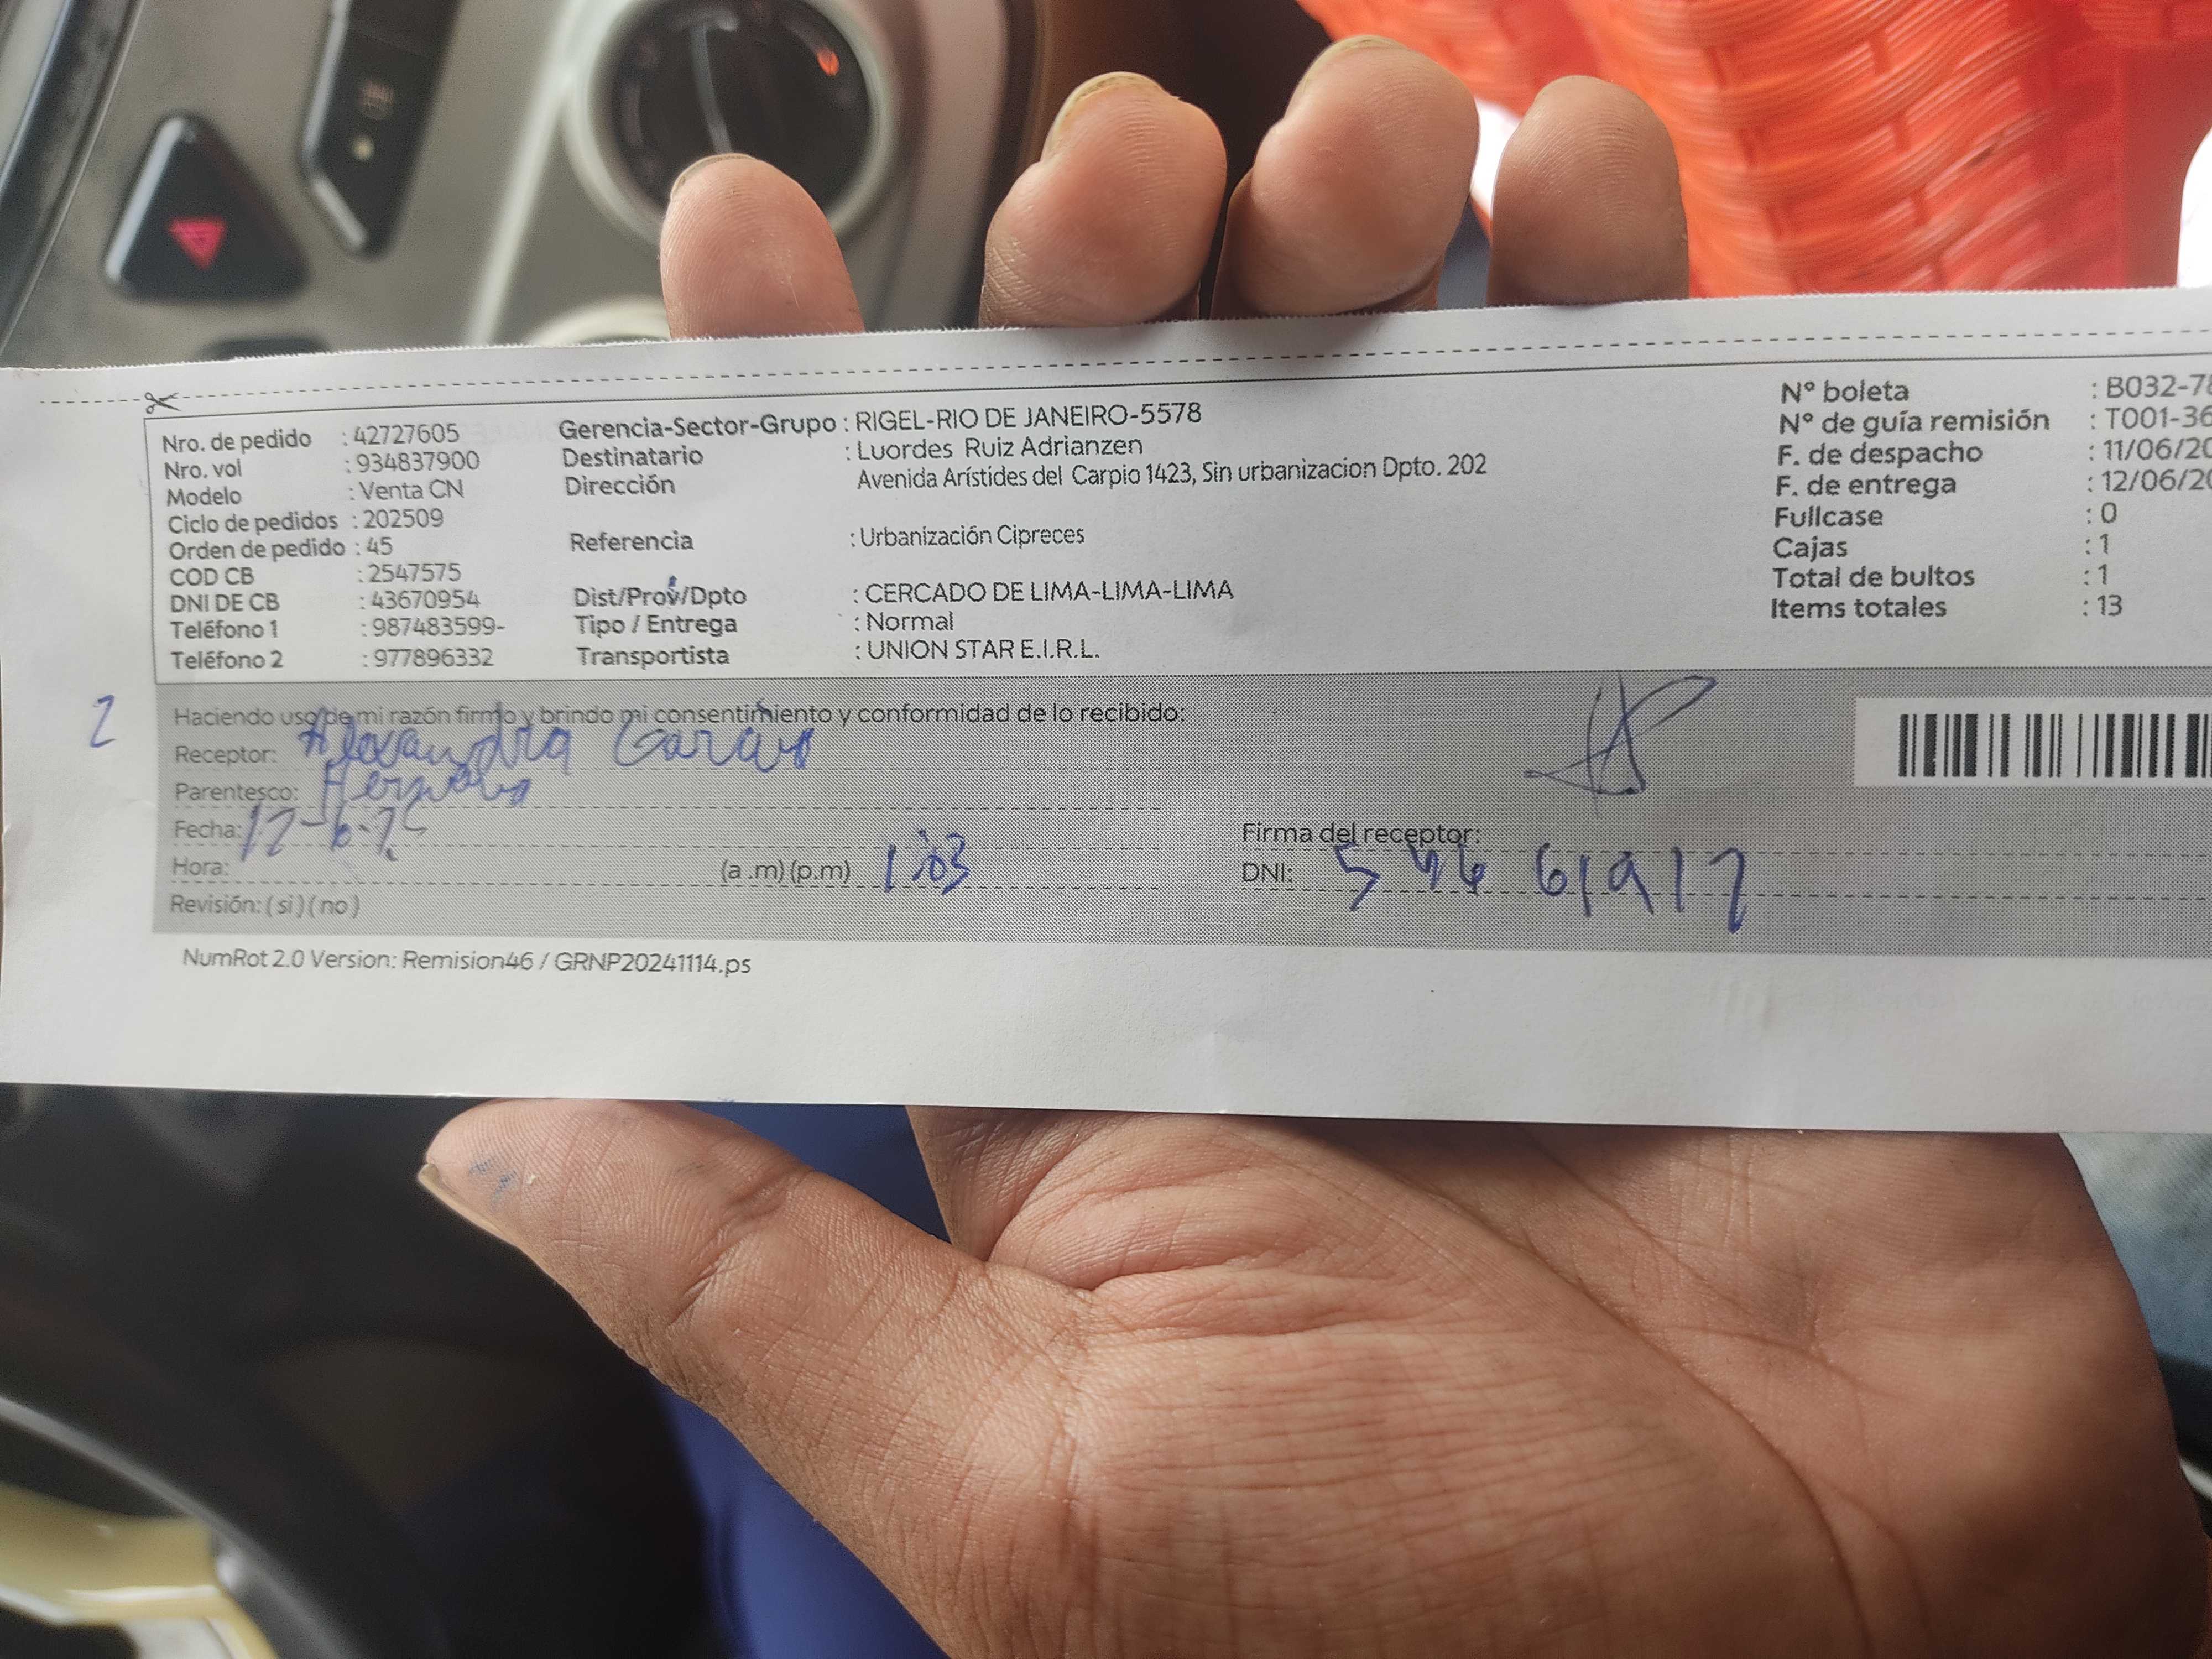 Nro. de pedido : 42727605
Nro. vol : 934837900
Modelo : Venta CN
Ciclo de pedidos : 202509
Orden de pedido : 45
COD CB : 2547575
DNI DE CB : 43670954
Teléfono 1 : 987483599-
Teléfono 2 : 977896332
Gerencia-Sector-Grupo : RIGEL-RIO DE JANEIRO-5578
Destinatario : Luordes Ruiz Adrianzen
Dirección Avenida Arístides del Carpio 1423, Sin urbanizacion Dpto. 202
Referencia : Urbanización Cipreces
Dist/Prov/Dpto : CERCADO DE LIMA-LIMA-LIMA
Tipo / Entrega : Normal
Transportista : UNION STAR E.I.R.L.
N° boleta : B032-78
N° de guía remisión : T001-36
F. de despacho : 11/06/20
F. de entrega : 12/06/20
Fullcase : 0
Cajas : 1
Total de bultos : 1
Items totales : 13
2
Haciendo uso de mi razón firmo y brindo mi consentimiento y conformidad de lo recibido:
Receptor: Alexandra
Parentesco:
Fecha: 12-6-25
Hora: (a.m)(p.m) 1:03
Revisión: (si)(no)
Firma del receptor:
DNI:
NumRot 2.0 Version: Remision46 / GRNP20241114.ps